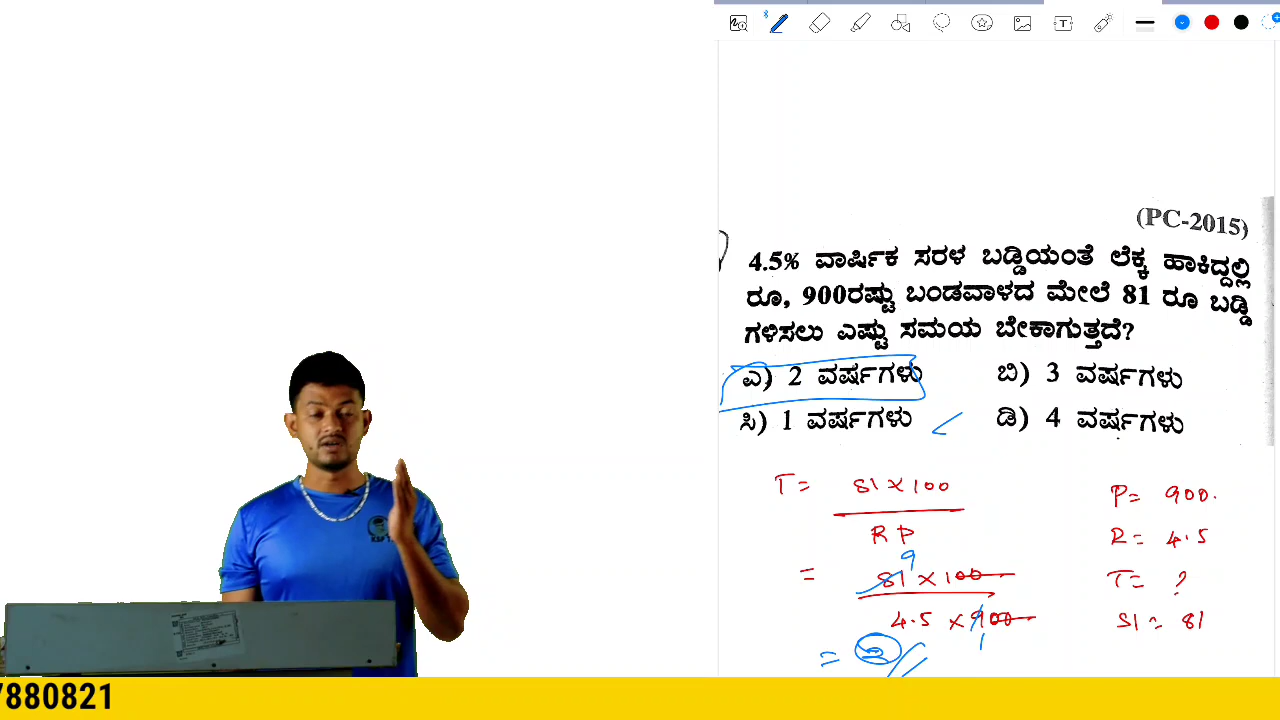 (PC-2015)
4.5% ವಾರ್ಷಿಕ ಸರಳ ಬಡ್ಡಿಯಂತೆ ಲೆಕ್ಕ ಹಾಕಿದ್ದಲ್ಲಿ
ರೂ, 900ರಷ್ಟು ಬಂಡವಾಳದ ಮೇಲೆ 81 ರೂ ಬಡ್ಡಿ
ಗಳಿಸಲು ಎಷ್ಟು ಸಮಯ ಬೇಕಾಗುತ್ತದೆ?
ಎ) 2 ವರ್ಷಗಳು ಬಿ) 3 ವರ್ಷಗಳು
ಸಿ) 1 ವರ್ಷಗಳು ಡಿ) 4 ವರ್ಷಗಳು
T= 81 × 100
R P
P= 900.
R= 4.5
T= ?
SI= 81
9
= 81 × 100
4.5 × 900
1
= 2
7880821